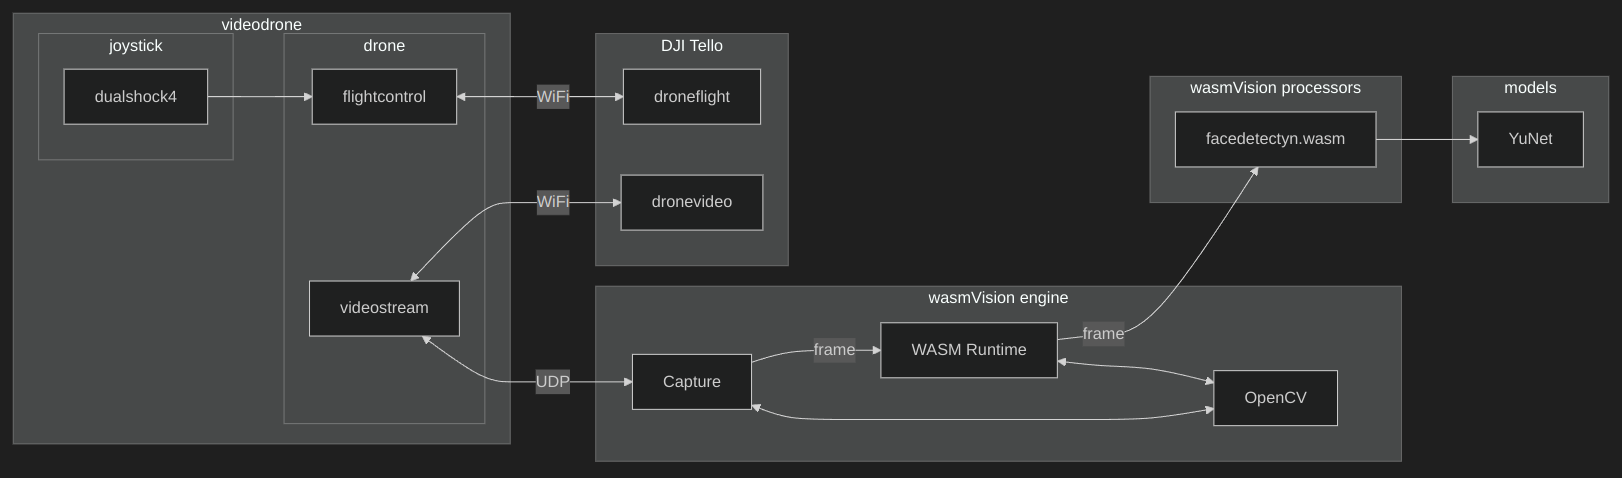 videodrone
joystick
dualshock4
drone
flightcontrol
videostream
WiFi
WiFi
UDP
DJI Tello
droneflight
dronevideo
wasmVision engine
Capture
frame
WASM Runtime
frame
OpenCV
wasmVision processors
facedetectyn.wasm
models
YuNet